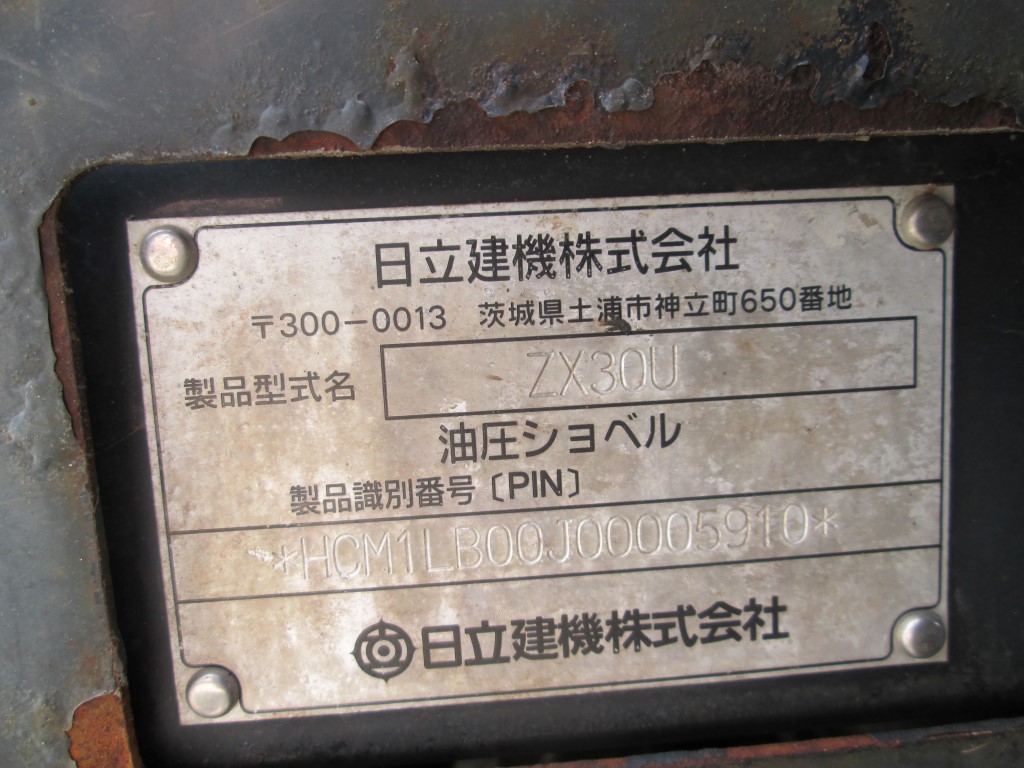 日立建機株式会社
〒300-0013 茨城県土浦市神立町650番地
製品型式名 ZX30U
油圧ショベル
製品識別番号〔PIN〕
*HCM1LB00J00005910*
日立建機株式会社